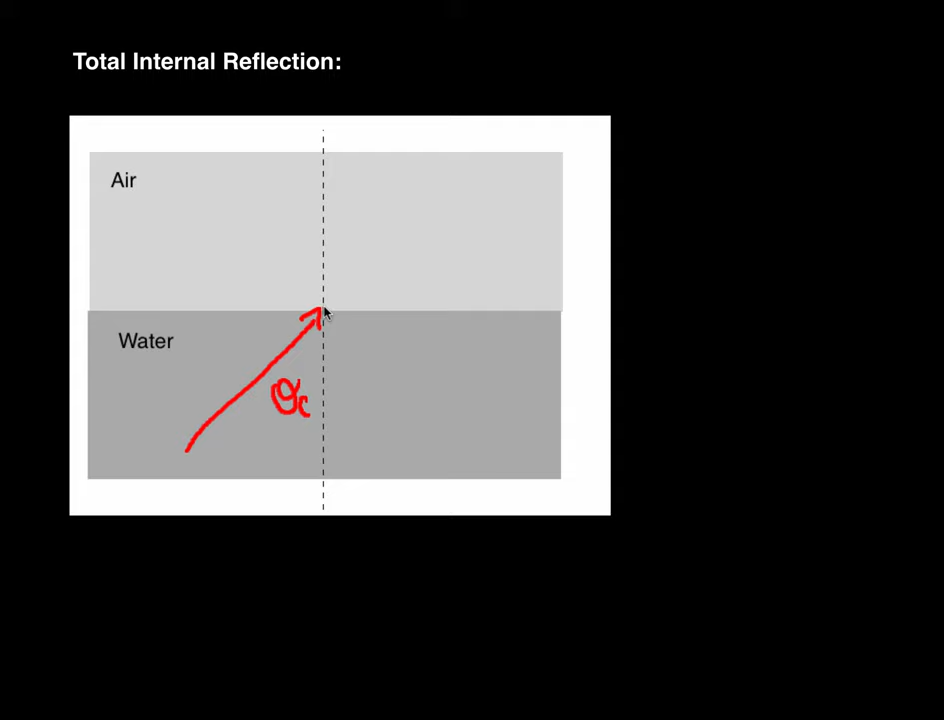 Total Internal Reflection:
Air
Water
θc